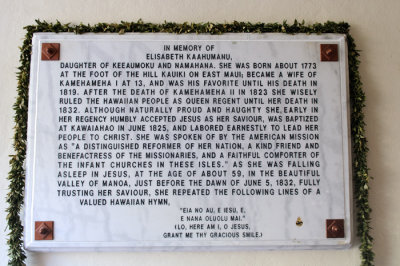 IN MEMORY OF
ELISABETH KAAHUMANU,
DAUGHTER OF KEEAUMOKU AND NAMAHANA. SHE WAS BORN ABOUT 1773
AT THE FOOT OF THE HILL KAUIKI ON EAST MAUI; BECAME A WIFE OF
KAMEHAMEHA I AT 13, AND WAS HIS FAVORITE UNTIL HIS DEATH IN
1819. AFTER THE DEATH OF KAMEHAMEHA II IN 1823 SHE WISELY
RULED THE HAWAIIAN PEOPLE AS QUEEN REGENT UNTIL HER DEATH IN
1832. ALTHOUGH NATURALLY PROUD AND HAUGHTY SHE, EARLY IN
HER REGENCY HUMBLY ACCEPTED JESUS AS HER SAVIOUR, WAS BAPTIZED
AT KAWAIAHAO IN JUNE 1825, AND LABORED EARNESTLY TO LEAD HER
PEOPLE TO CHRIST. SHE WAS SPOKEN OF BY THE AMERICAN MISSION
AS "A DISTINGUISHED REFORMER OF HER NATION, A KIND FRIEND AND
BENEFACTRESS OF THE MISSIONARIES, AND A FAITHFUL COMFORTER OF
THE INFANT CHURCHES IN THESE ISLES." AS SHE WAS FALLING
ASLEEP IN JESUS, AT THE AGE OF ABOUT 59, IN THE BEAUTIFUL
VALLEY OF MANOA, JUST BEFORE THE DAWN OF JUNE 5, 1832, FULLY
TRUSTING HER SAVIOUR, SHE REPEATED THE FOLLOWING LINES OF A
VALUED HAWAIIAN HYMN,
"EIA NO AU, E IESU, E,
E NANA OLUOLU MAI."
(LO, HERE AM I, O JESUS,
GRANT ME THY GRACIOUS SMILE.)